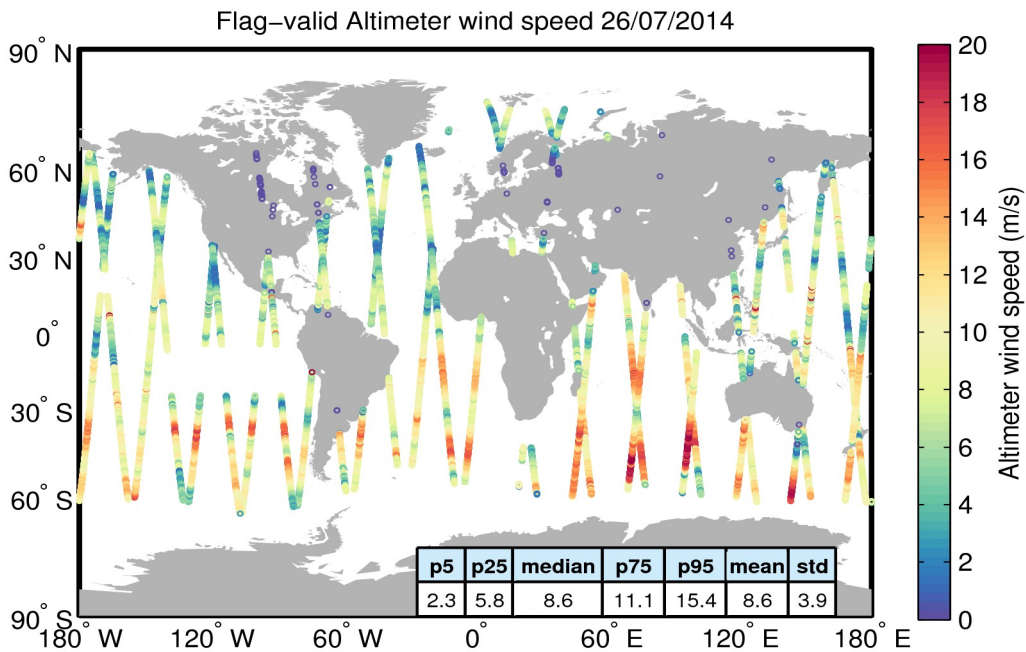 Flag−valid Altimeter wind speed 26/07/2014
90° N
60° N
30° N
0°
30° S
60° S
90° S
180° W
120° W
60° W
0°
60° E
120° E
180° E
p5 p25 median p75 p95 mean std
2.3 5.8 8.6 11.1 15.4 8.6 3.9
20
18
16
14
12
10
8
6
4
2
0
Altimeter wind speed (m/s)